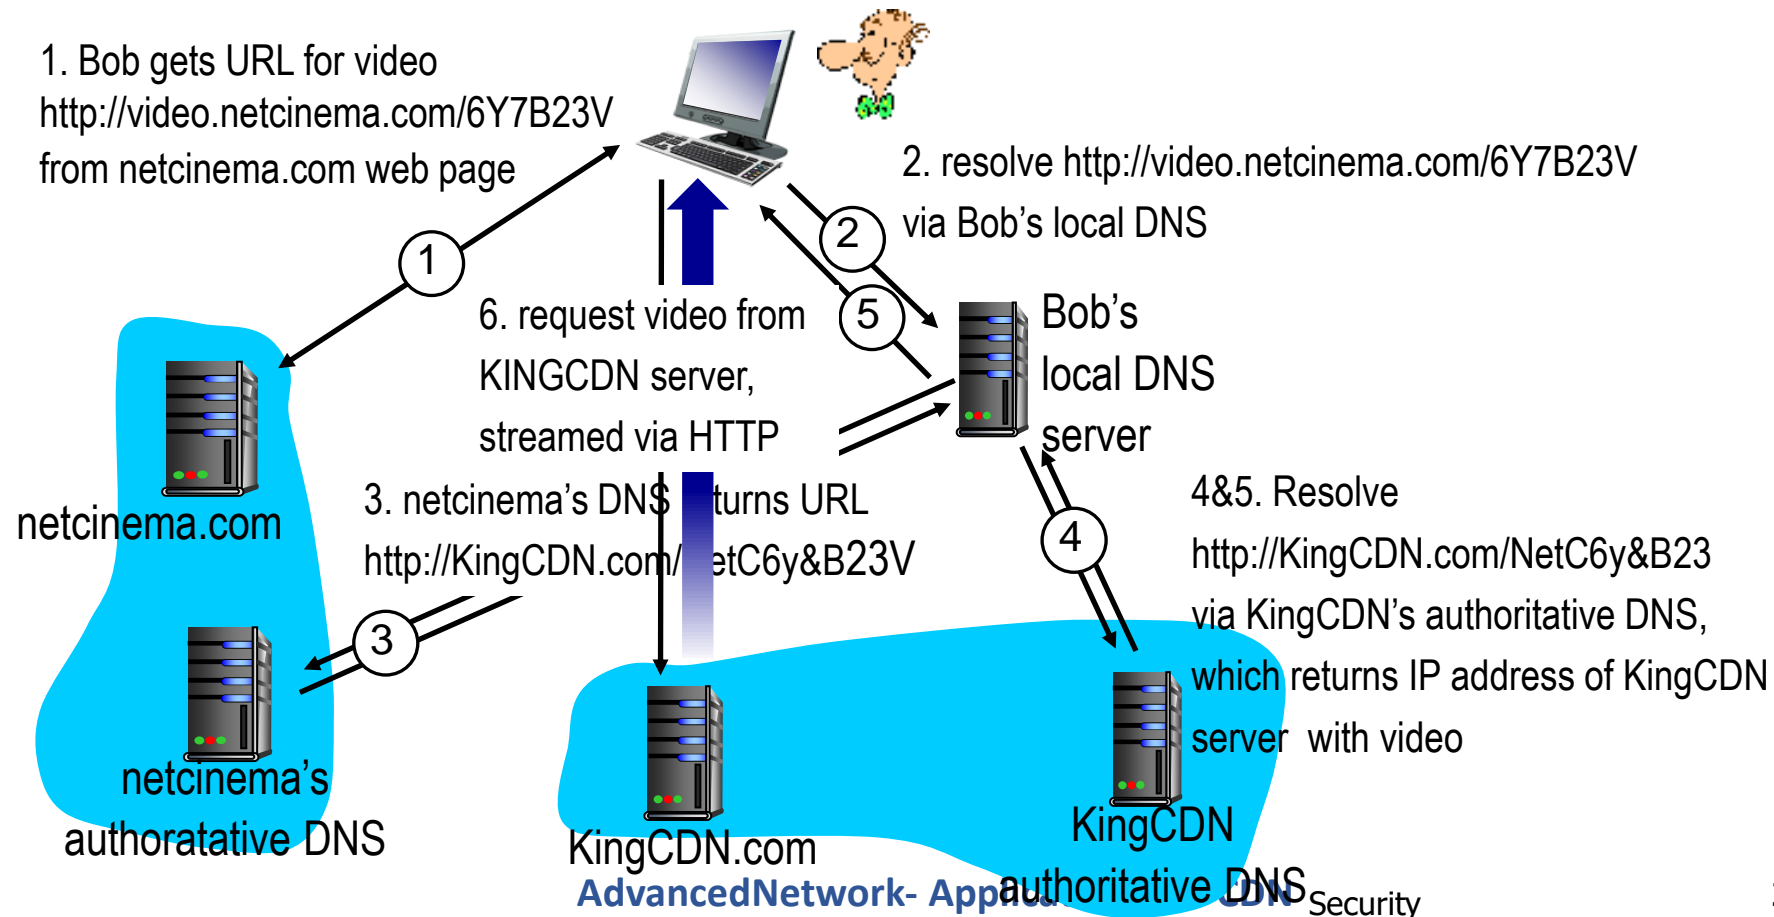 1. Bob gets URL for video
http://video.netcinema.com/6Y7B23V
from netcinema.com web page
2. resolve http://video.netcinema.com/6Y7B23V
via Bob's local DNS
1
2
5
6. request video from
KINGCDN server,
streamed via HTTP
Bob's
local DNS
server
netcinema.com
3. netcinema's DNS turns URL
http://KingCDN.com/ etC6y&B23V
4
4&5. Resolve
http://KingCDN.com/NetC6y&B23
via KingCDN's authoritative DNS,
which returns IP address of KingCDN
server with video
3
netcinema's
authoratative DNS
KingCDN.com
KingCDN
authoritative DNS
AdvancedNetwork- CDN
Security